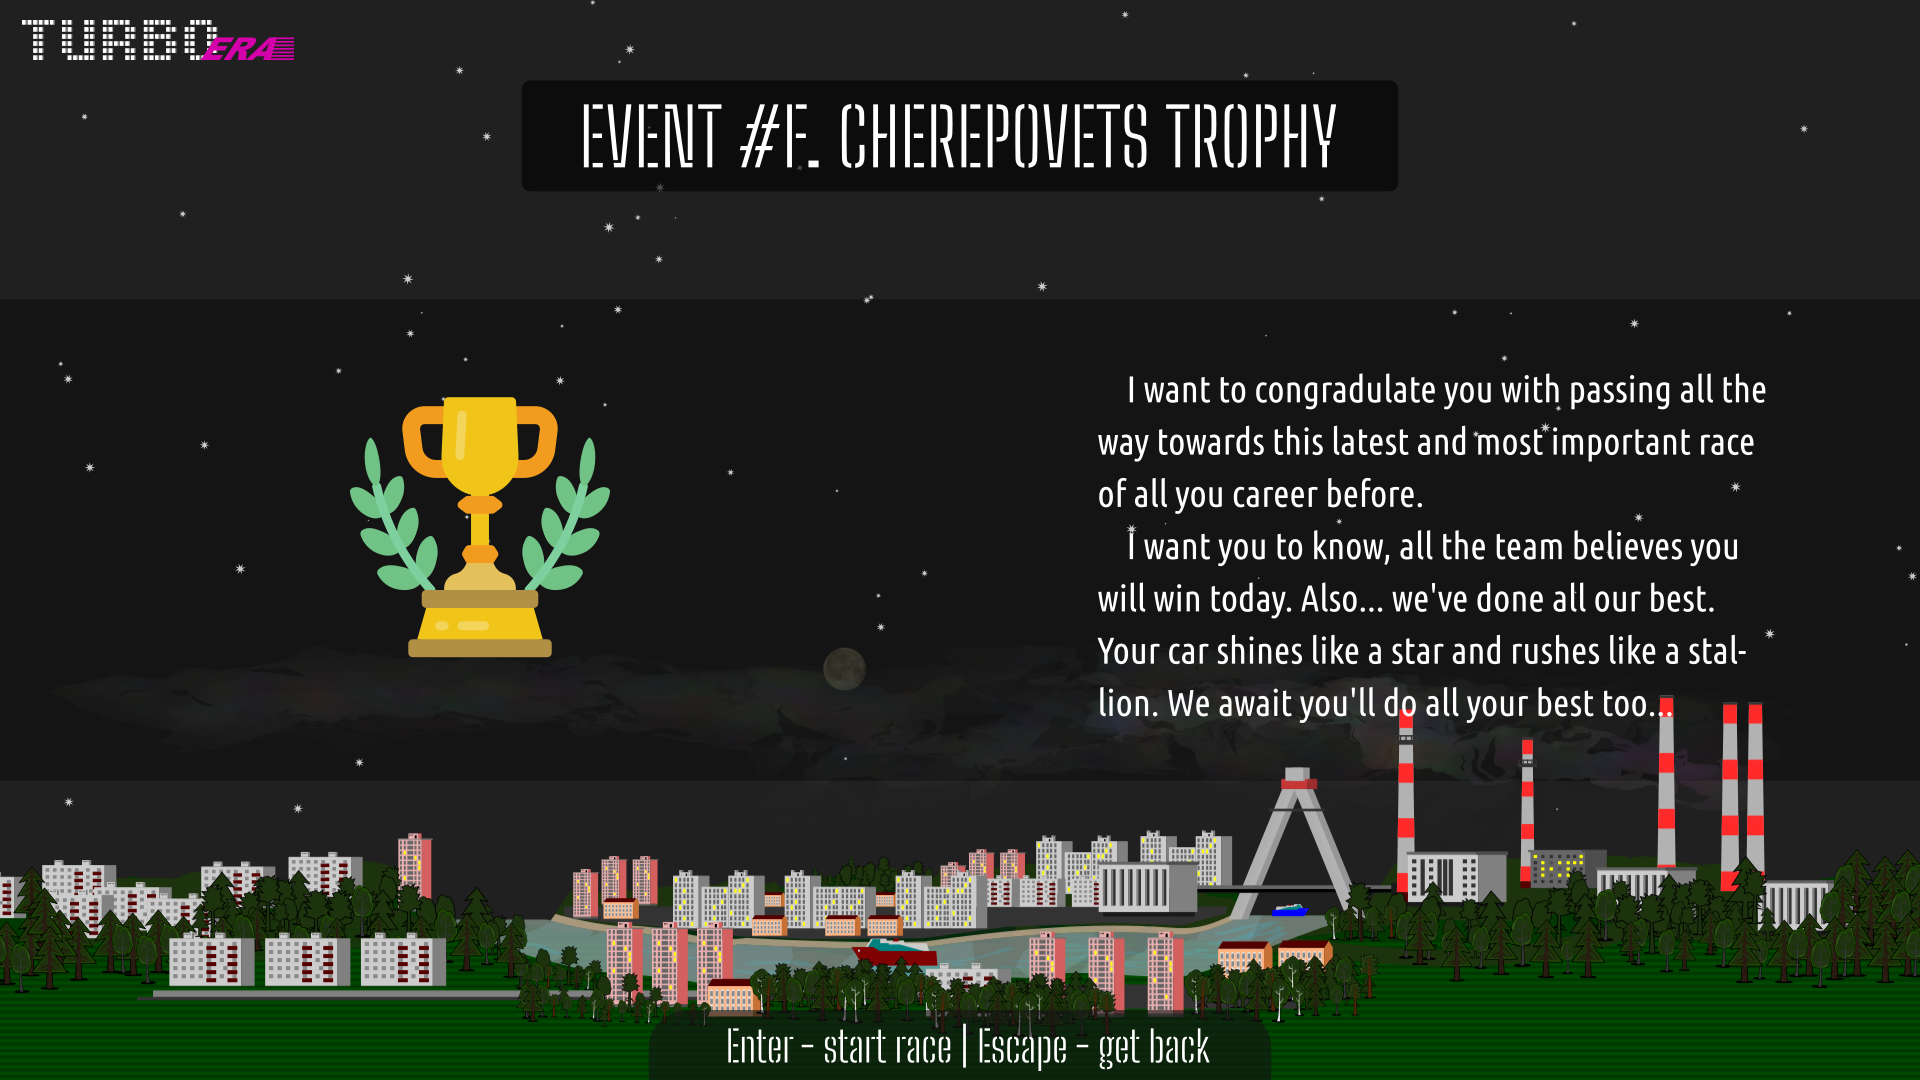 TURBO ERA
EVENT #F. CHEREPOVETS TROPHY
I want to congradulate you with passing all the
way towards this latest and most important race
of all you career before.
I want you to know, all the team believes you
will win today. Also... we've done all our best.
Your car shines like a star and rushes like a stal-
lion. We await you'll do all your best too...
Enter - start race | Escape - get back